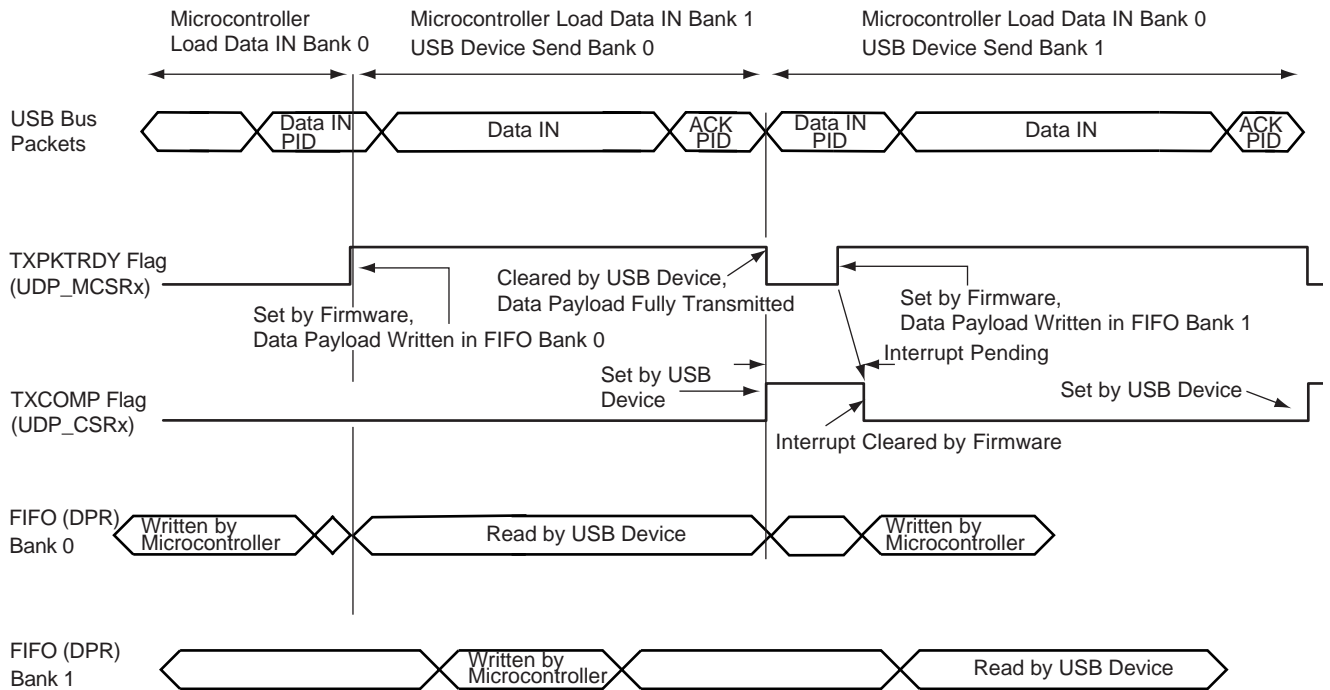 Microcontroller
Load Data IN Bank 0
Microcontroller Load Data IN Bank 1
USB Device Send Bank 0
Microcontroller Load Data IN Bank 0
USB Device Send Bank 1
USB Bus
Packets
Data IN
PID
Data IN
ACK
PID
Data IN
PID
Data IN
ACK
PID
TXPKTRDY Flag
(UDP_MCSRx)
Set by Firmware,
Data Payload Written in FIFO Bank 0
Cleared by USB Device,
Data Payload Fully Transmitted
Set by Firmware,
Data Payload Written in FIFO Bank 1
Interrupt Pending
Set by USB
Device
TXCOMP Flag
(UDP_CSRx)
Set by USB Device
Interrupt Cleared by Firmware
FIFO (DPR)
Bank 0
Written by
Microcontroller
Read by USB Device
Written by
Microcontroller
FIFO (DPR)
Bank 1
Written by
Microcontroller
Read by USB Device